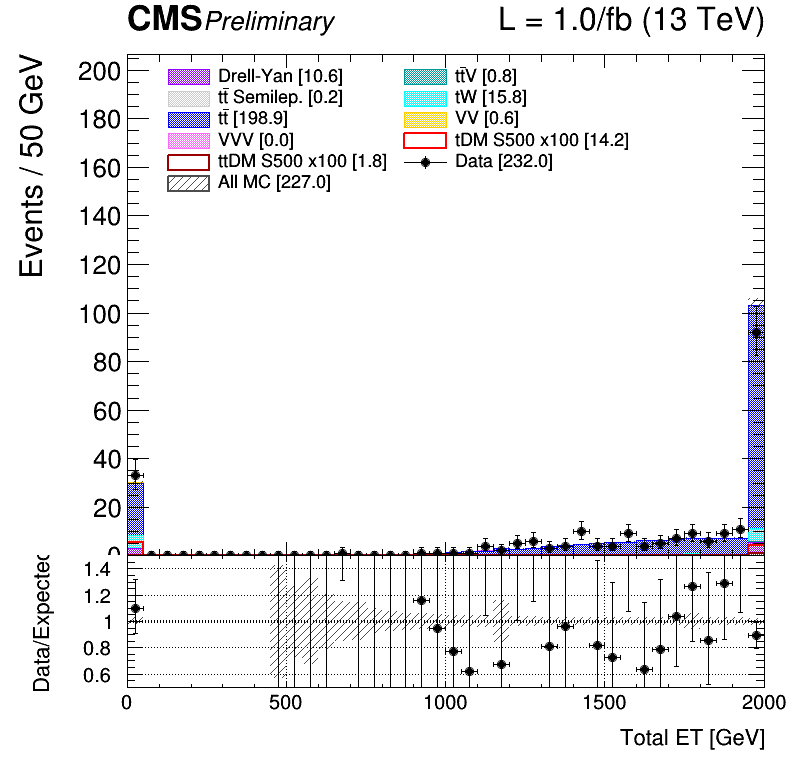 CMS Preliminary L = 1.0/fb (13 TeV)
Events / 50 GeV
200
180
160
140
120
100
80
60
40
20
0
Drell-Yan [10.6]
tt̄ Semilep. [0.2]
tt̄ [198.9]
VVV [0.0]
ttDM S500 x100 [1.8]
All MC [227.0]
tt̄V [0.8]
tW [15.8]
VV [0.6]
tDM S500 x100 [14.2]
Data [232.0]
Data/Expected
1.4
1.2
1
0.8
0.6
0 500 1000 1500 2000
Total ET [GeV]